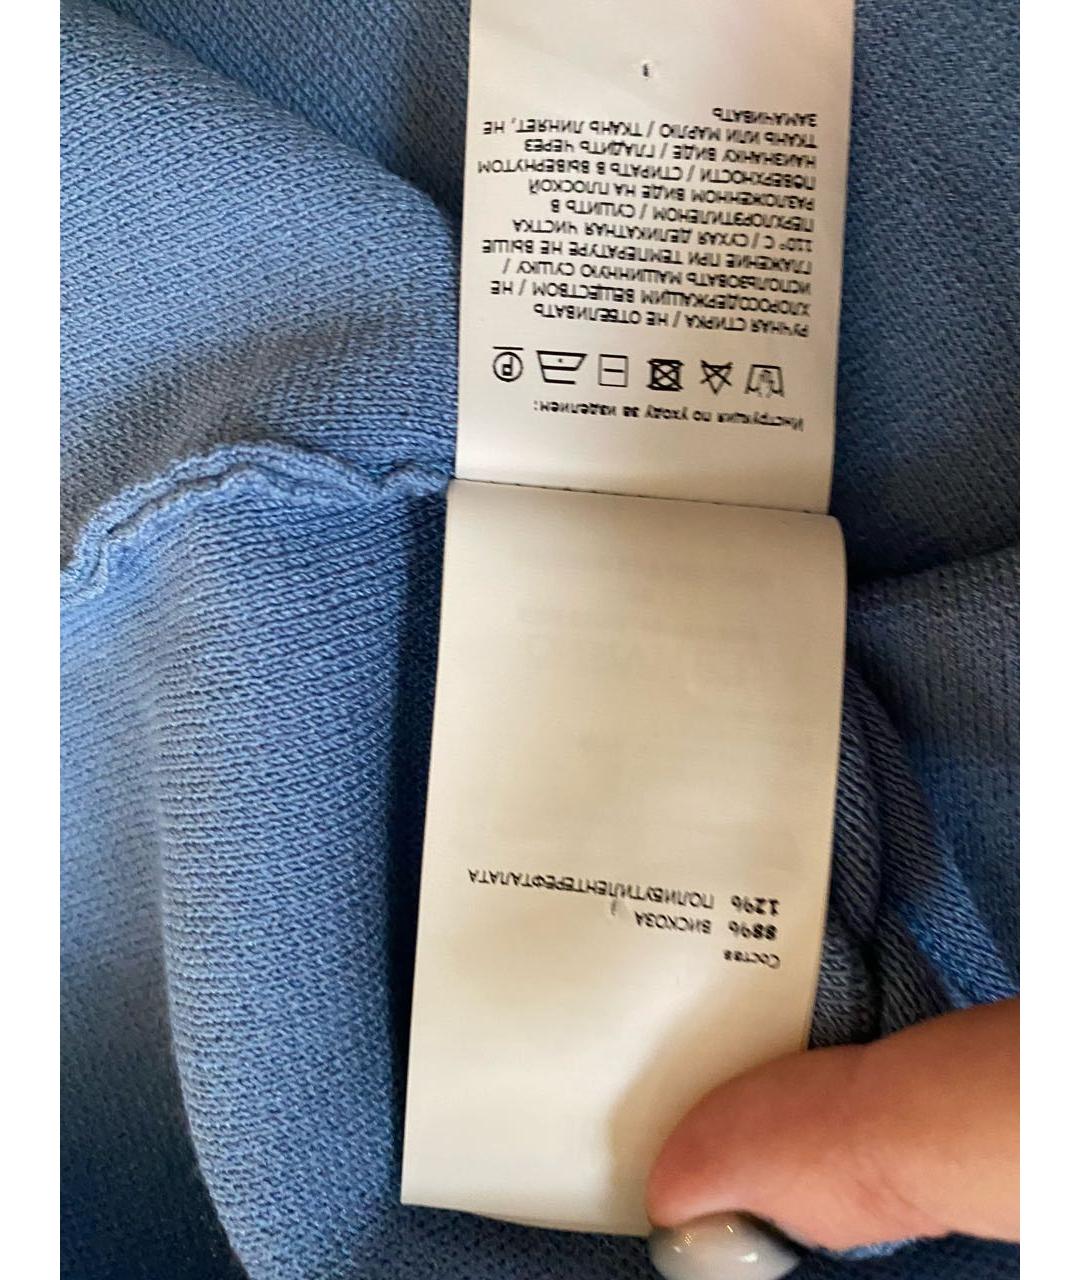 Инструкция по уходу за изделием:
РУЧНАЯ СТИРКА / НЕ ОТБЕЛИВАТЬ
ХЛОРОСОДЕРЖАЩИМ ВЕЩЕСТВОМ / НЕ
ИСПОЛЬЗОВАТЬ МАШИННУЮ СУШКУ /
ГЛАЖЕНИЕ ПРИ ТЕМПЕРАТУРЕ НЕ ВЫШЕ
110° C / СУХАЯ ДЕЛИКАТНАЯ ЧИСТКА
ПЕРХЛОРЭТИЛЕНОМ / СУШИТЬ В
РАЗЛОЖЕННОМ ВИДЕ НА ПЛОСКОЙ
ПОВЕРХНОСТИ / СТИРАТЬ В ВЫВЕРНУТОМ
НАИЗНАНКУ ВИДЕ / ГЛАДИТЬ ЧЕРЕЗ
ТКАНЬ ИЛИ МАРЛЮ / ТКАНЬ ЛИНЯЕТ, НЕ
ЗАМАЧИВАТЬ
Состав
88% ВИСКОЗА
12% ПОЛИБУТИЛЕНТЕРЕФТАЛАТА